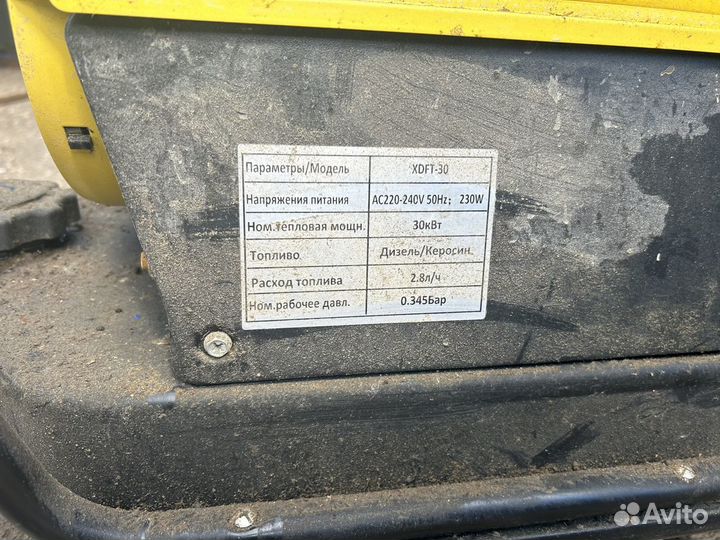 Параметры/Модель XDFT-30
Напряжения питания AC220-240V 50Hz; 230W
Ном.тепловая мощн. 30кВт
Топливо Дизель/Керосин
Расход топлива 2.8л/ч
Ном.рабочее давл. 0.345Бар
Avito